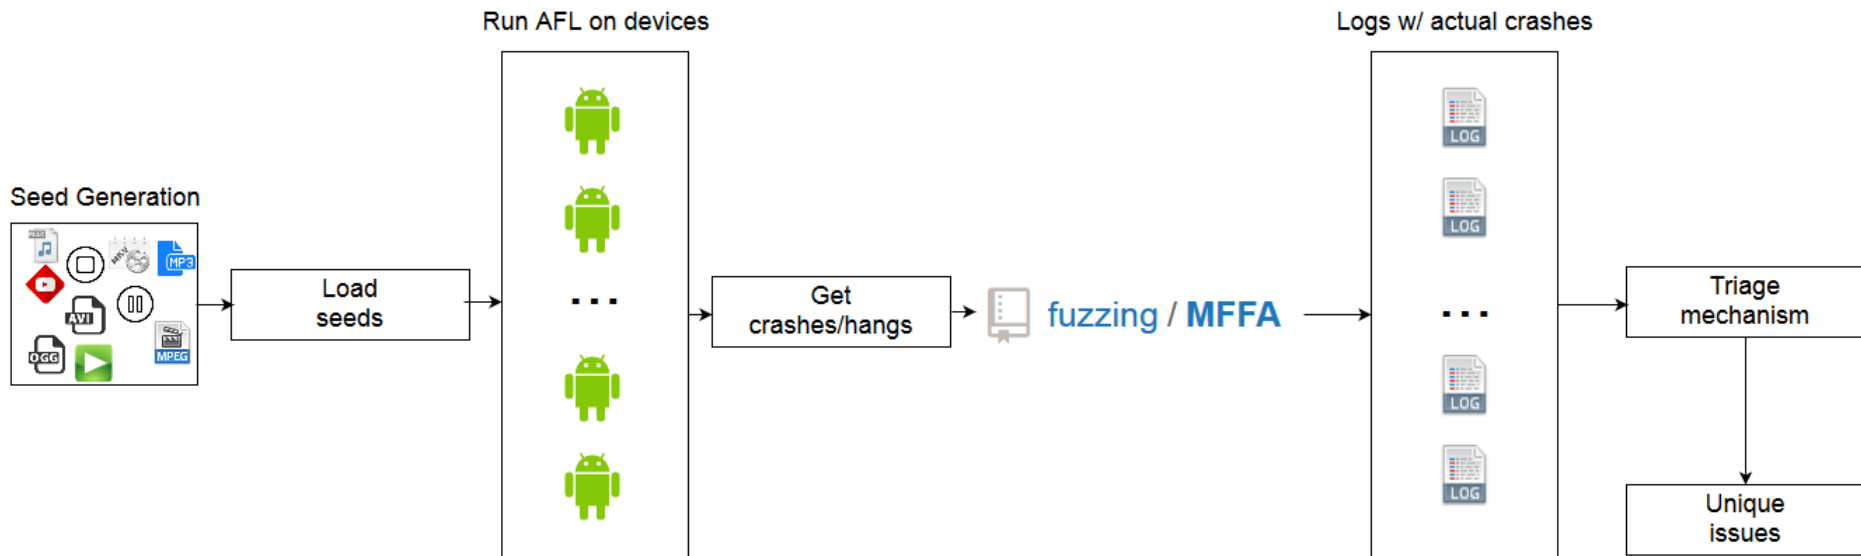 Run AFL on devices
Logs w/ actual crashes
Seed Generation
MKV
MP3
AVI
OGG
MPEG
Load
seeds
...
Get
crashes/hangs
fuzzing / MFFA
LOG
LOG
...
LOG
LOG
Triage
mechanism
Unique
issues